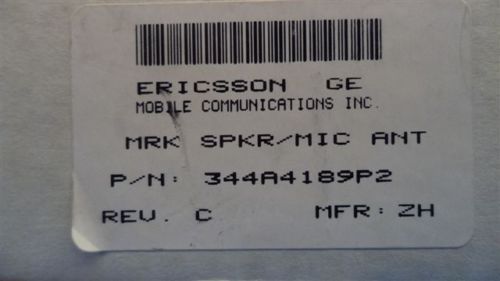 ERICSSON GE
MOBILE COMMUNICATIONS INC.
MRK SPKR/MIC ANT
P/N: 344A4189P2
REV. C MFR: ZH